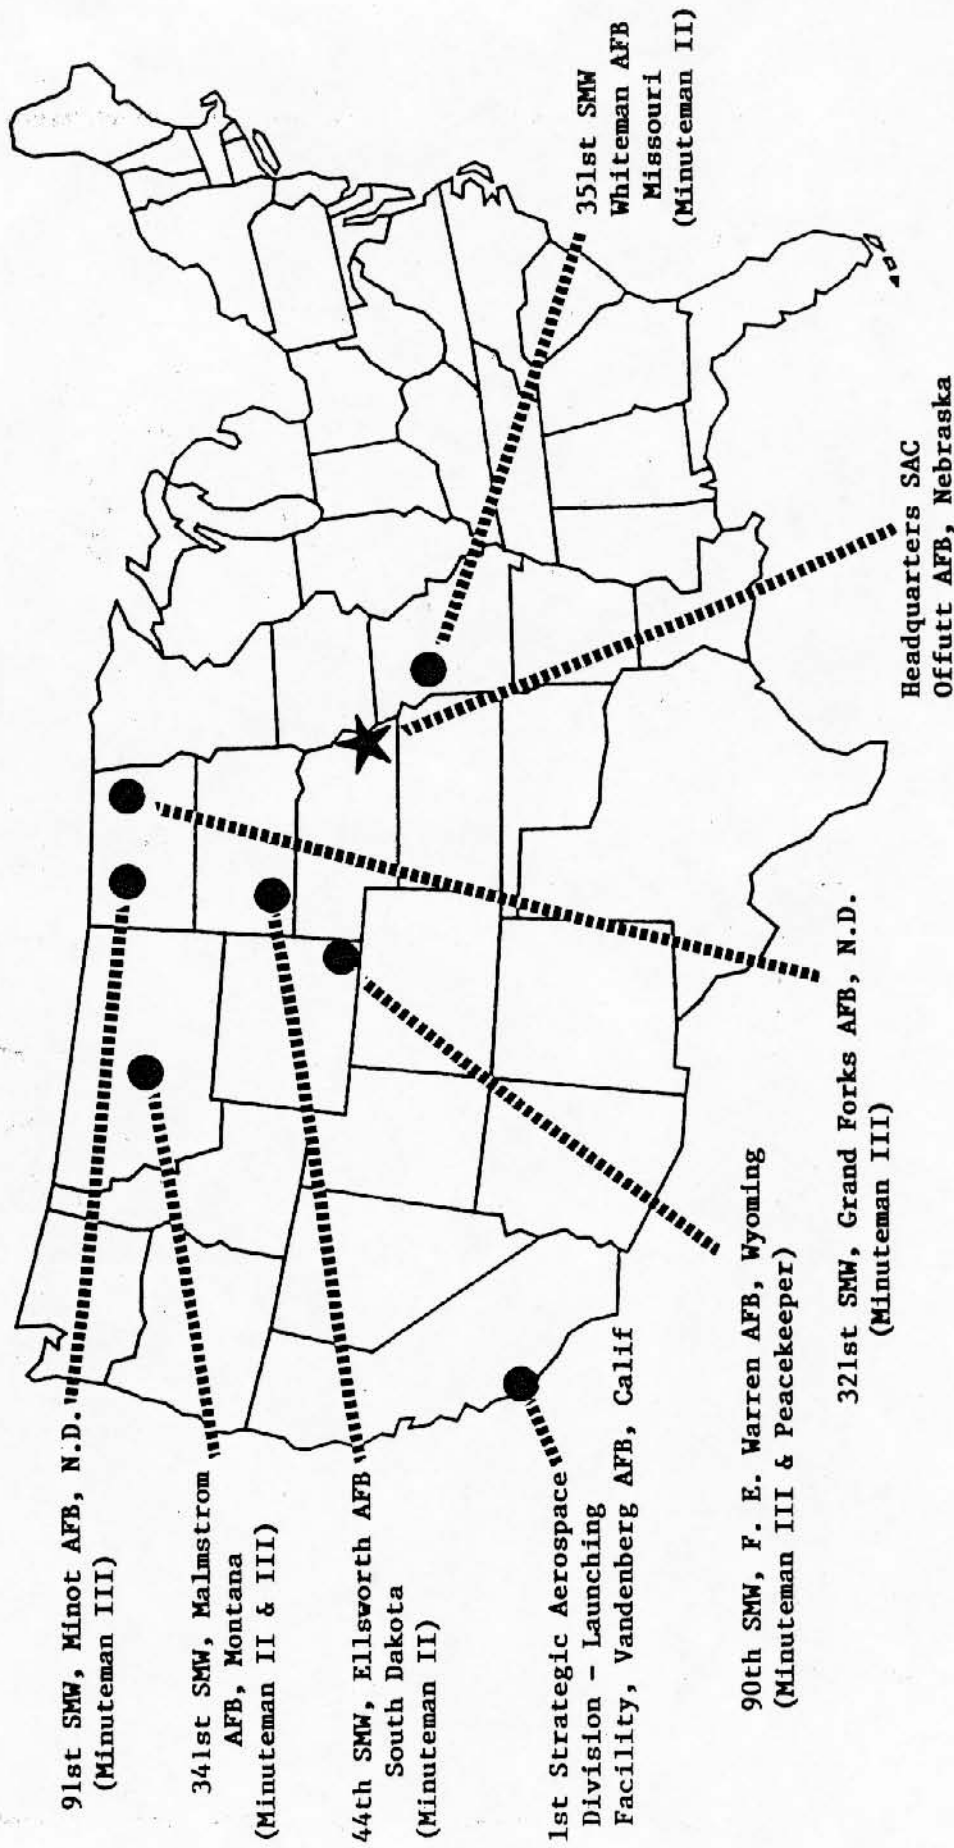 91st SMW, Minot AFB, N.D.
(Minuteman III)
341st SMW, Malmstrom
AFB, Montana
(Minuteman II & III)
44th SMW, Ellsworth AFB
South Dakota
(Minuteman II)
1st Strategic Aerospace
Division - Launching
Facility, Vandenberg AFB, Calif
90th SMW, F. E. Warren AFB, Wyoming
(Minuteman III & Peacekeeper)
321st SMW, Grand Forks AFB, N.D.
(Minuteman III)
Headquarters SAC
Offutt AFB, Nebraska
351st SMW
Whiteman AFB
Missouri
(Minuteman II)